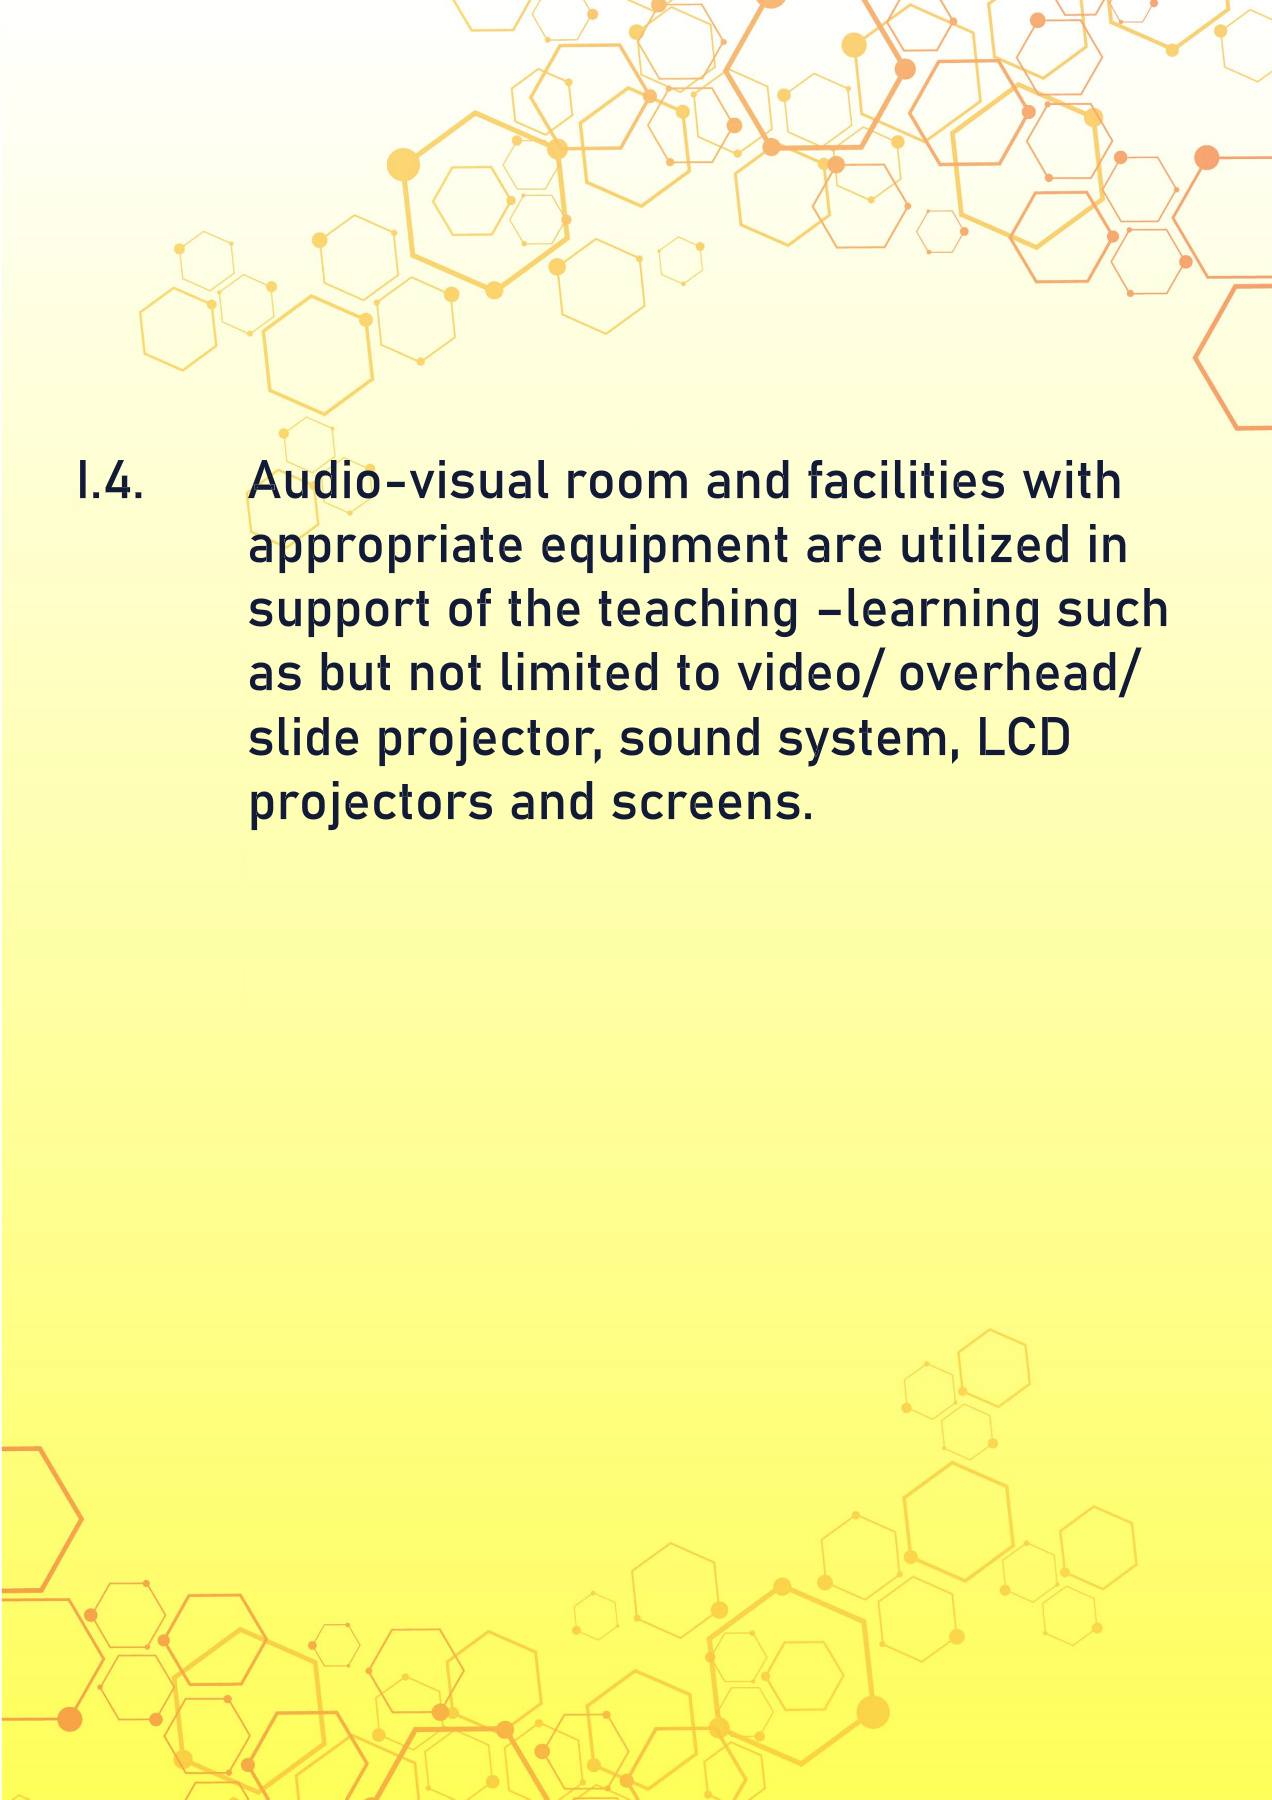 I.4. Audio-visual room and facilities with
appropriate equipment are utilized in
support of the teaching –learning such
as but not limited to video/ overhead/
slide projector, sound system, LCD
projectors and screens.